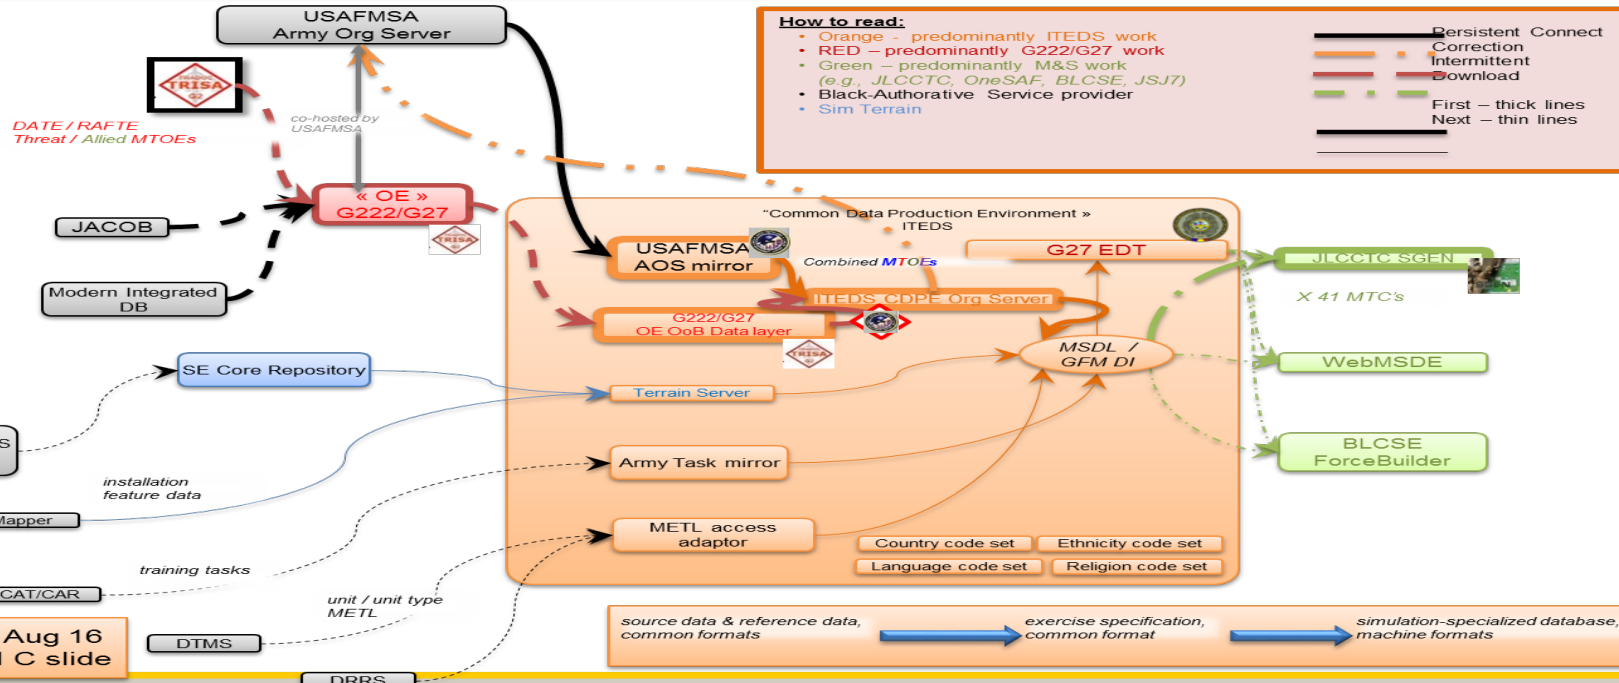 USAFMSA
Army Org Server
How to read:
• Orange - predominantly ITEDS work
• RED – predominantly G222/G27 work
• Green – predominantly M&S work
(e.g., JLCCTC, OneSAF, BLCSE, JSJ7)
• Black-Authorative Service provider
• Sim Terrain
Persistent Connect
Correction
Intermittent
Download
First – thick lines
Next – thin lines
TRISA
G2
DATE / RAFTE
Threat / Allied MTOEs
co-hosted by
USAFMSA
« OE »
G222/G27
TRISA
JACOB
Modern Integrated
DB
"Common Data Production Environment »
ITEDS
USAFMSA
AOS mirror
Combined MTOEs
G27 EDT
ITEDS CDPE Org Server
G222/G27
OE OoB Data layer
TRISA
MSDL /
GFM DI
JLCCTC SGEN
X 41 MTC's
WebMSDE
BLCSE
ForceBuilder
SE Core Repository
Terrain Server
S
Army Task mirror
installation
feature data
Mapper
METL access
adaptor
Country code set
Ethnicity code set
Language code set
Religion code set
training tasks
CAT/CAR
unit / unit type
METL
DTMS
DRRS
Aug 16
C slide
source data & reference data,
common formats
exercise specification,
common format
simulation-specialized database,
machine formats